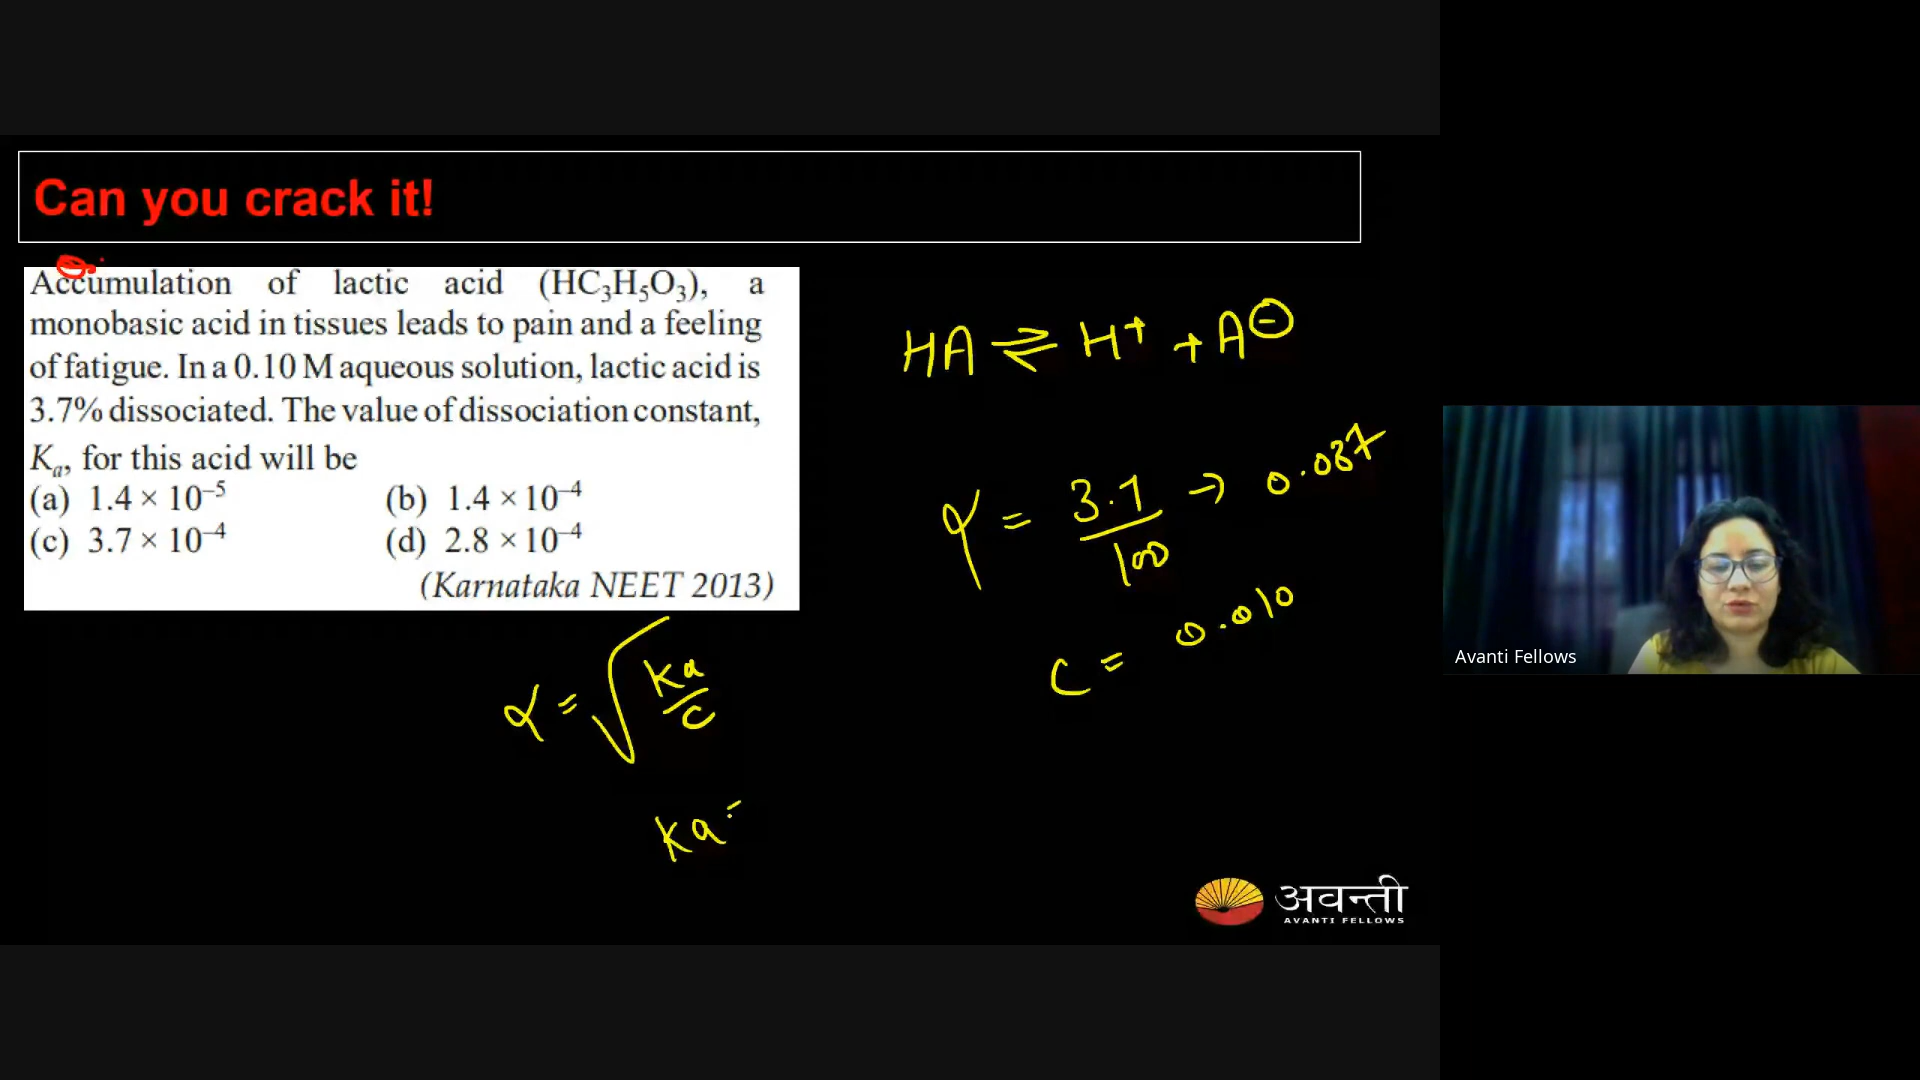 Can you crack it!
Accumulation of lactic acid (HC₃H₅O₃), a
monobasic acid in tissues leads to pain and a feeling
of fatigue. In a 0.10 M aqueous solution, lactic acid is
3.7% dissociated. The value of dissociation constant,
Kₐ, for this acid will be
(a) 1.4 × 10⁻⁵ (b) 1.4 × 10⁻⁴
(c) 3.7 × 10⁻⁴ (d) 2.8 × 10⁻⁴
(Karnataka NEET 2013)
HA ⇌ H⁺ + A⊖
α = 3.7/100 → 0.037
c = 0.010
α = √(Ka/c)
Ka =
Avanti Fellows
अवन्ती
AVANTI FELLOWS